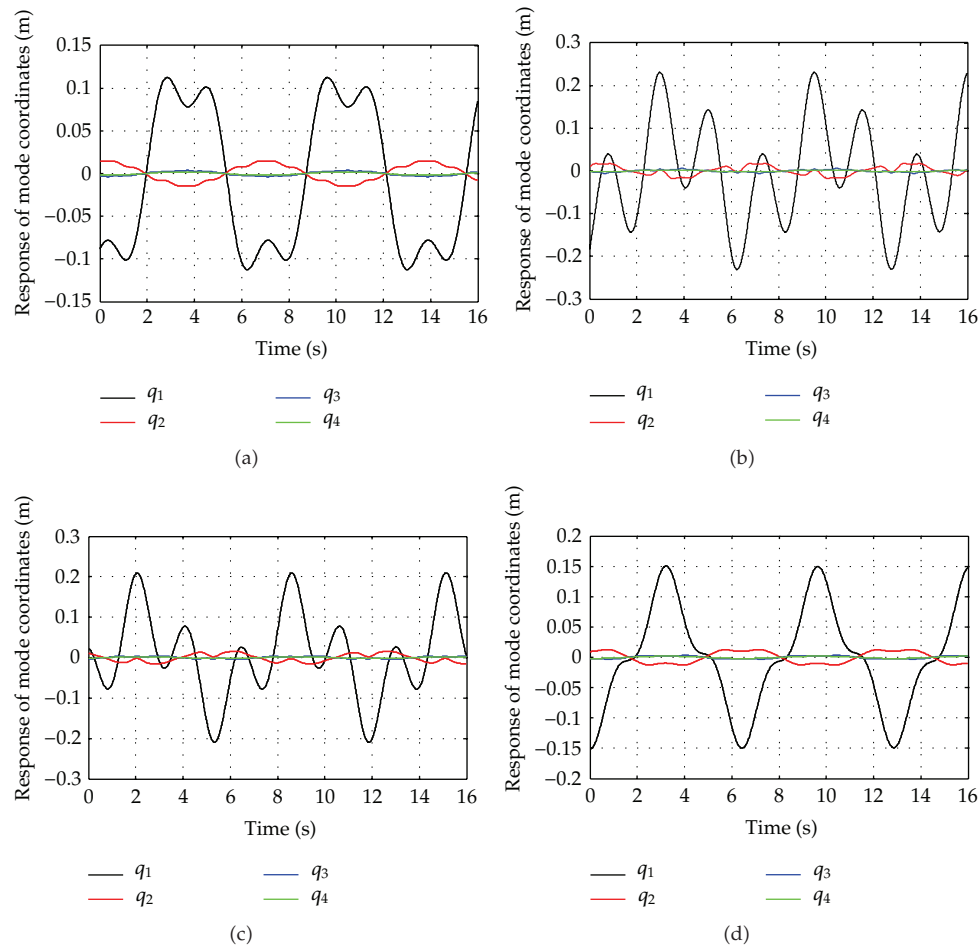 Response of mode coordinates (m)
0.15
0.1
0.05
0
−0.05
−0.1
−0.15
0 2 4 6 8 10 12 14 16
Time (s)
q1 q3
q2 q4
(a)
Response of mode coordinates (m)
0.3
0.2
0.1
0
−0.1
−0.2
−0.3
0 2 4 6 8 10 12 14 16
Time (s)
q1 q3
q2 q4
(b)
Response of mode coordinates (m)
0.3
0.2
0.1
0
−0.1
−0.2
−0.3
0 2 4 6 8 10 12 14 16
Time (s)
q1 q3
q2 q4
(c)
Response of mode coordinates (m)
0.2
0.15
0.1
0.05
0
−0.05
−0.1
−0.15
−0.2
0 2 4 6 8 10 12 14 16
Time (s)
q1 q3
q2 q4
(d)